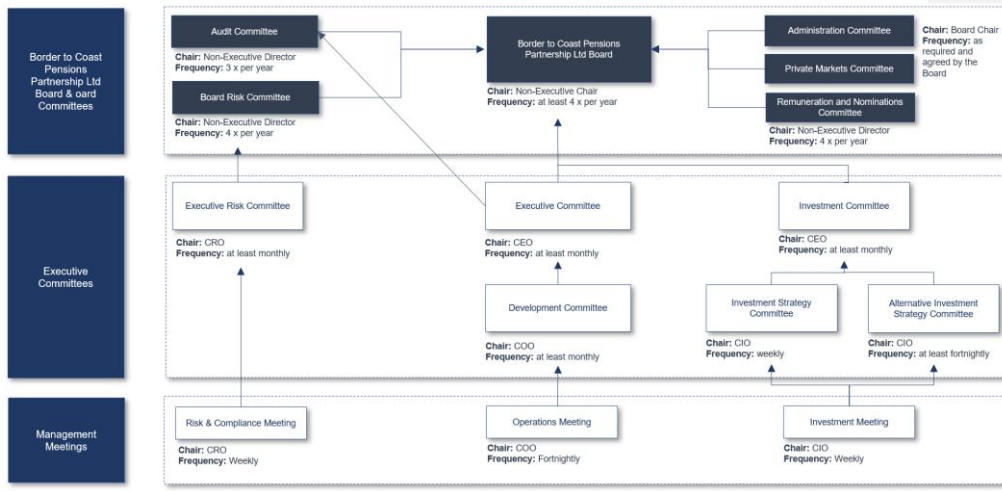 Border to Coast
Pensions
Partnership Ltd
Board & oard
Committees
Audit Committee
Chair: Non-Executive Director
Frequency: 3 x per year
Board Risk Committee
Chair: Non-Executive Director
Frequency: 4 x per year
Border to Coast Pensions
Partnership Ltd Board
Chair: Non-Executive Chair
Frequency: at least 4 x per year
Administration Committee
Private Markets Committee
Remuneration and Nominations
Committee
Chair: Non-Executive Director
Frequency: 4 x per year
Chair: Board Chair
Frequency: as
required and
agreed by the
Board
Executive
Committees
Executive Risk Committee
Chair: CRO
Frequency: at least monthly
Executive Committee
Chair: CEO
Frequency: at least monthly
Investment Committee
Chair: CEO
Frequency: at least monthly
Development Committee
Chair: COO
Frequency: at least monthly
Investment Strategy
Committee
Chair: CIO
Frequency: weekly
Alternative Investment
Strategy Committee
Chair: CIO
Frequency: at least fortnightly
Management
Meetings
Risk & Compliance Meeting
Chair: CRO
Frequency: Weekly
Operations Meeting
Chair: COO
Frequency: Fortnightly
Investment Meeting
Chair: CIO
Frequency: Weekly